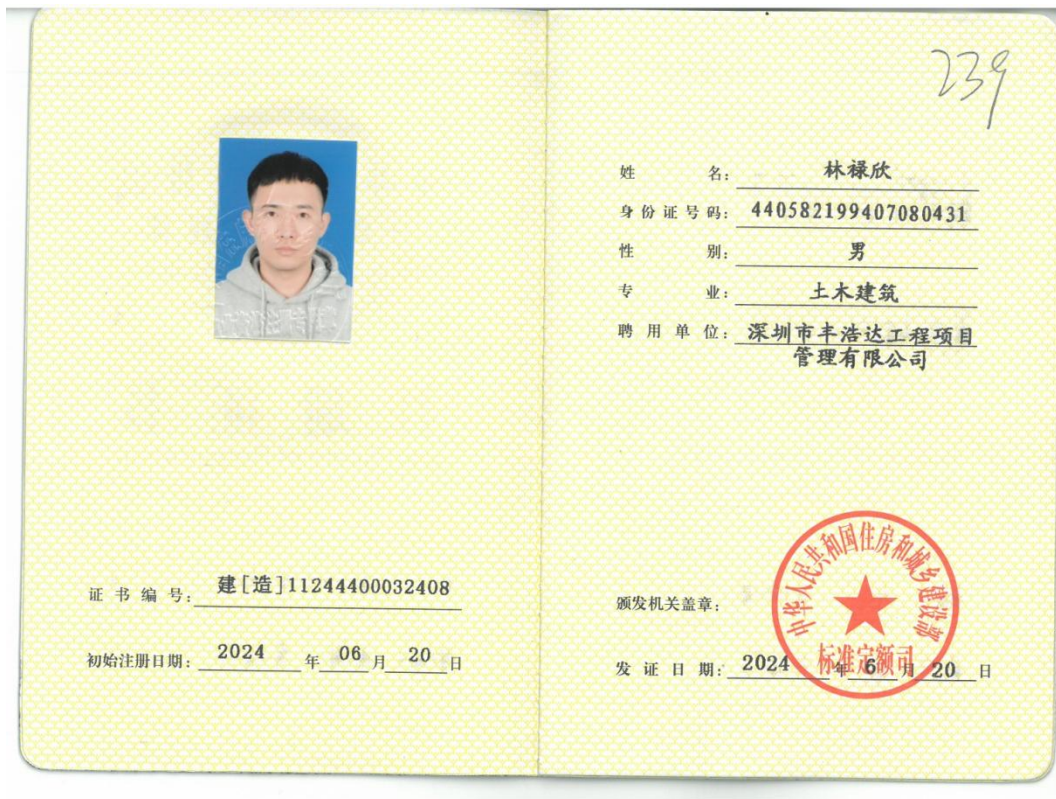 239
姓 名: 林禄欣
身份证号码: 440582199407080431
性 别: 男
专 业: 土木建筑
聘用单位: 深圳市丰浩达工程项目
管理有限公司
证书编号: 建[造]11244400032408
初始注册日期: 2024 年 06 月 20 日
颁发机关盖章:
中华人民共和国住房和城乡建设部
标准定额司
发证日期: 2024 年 6 月 20 日